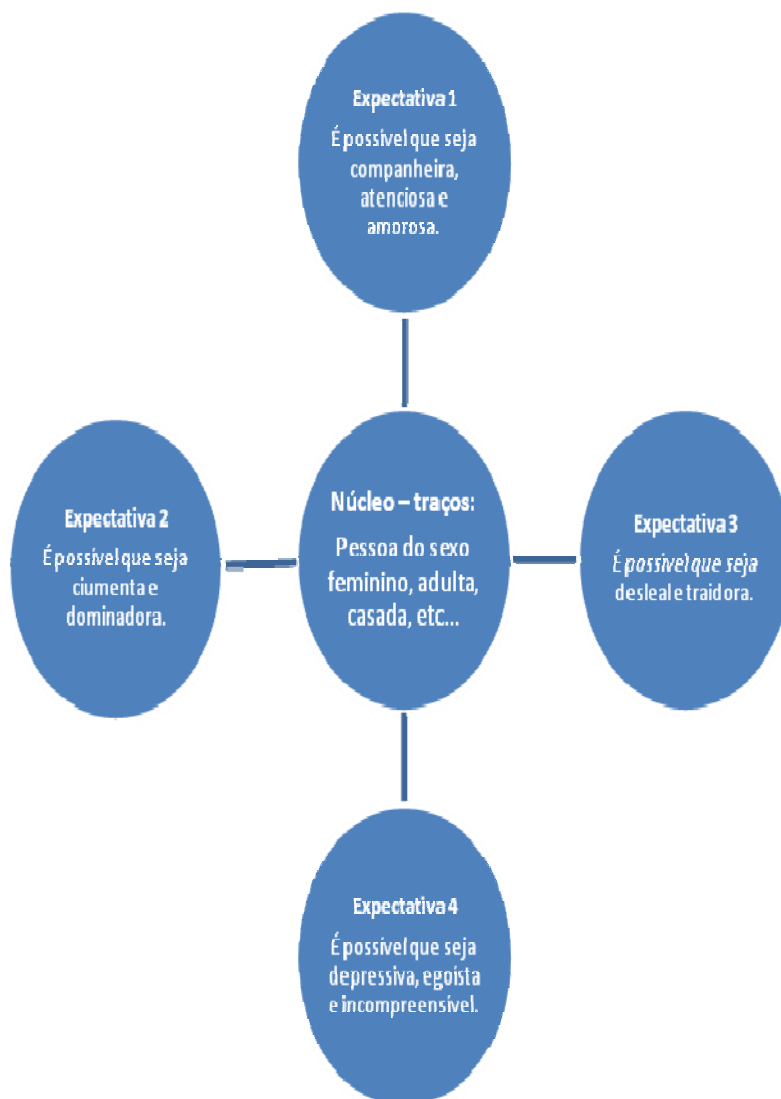 Expectativa 1
É possível que seja
companheira,
atenciosa e
amorosa.
Expectativa 2
É possível que seja
ciumenta e
dominadora.
Núcleo – traços:
Pessoa do sexo
feminino, adulta,
casada, etc...
Expectativa 3
É possível que seja
desleal e traidora.
Expectativa 4
É possível que seja
depressiva, egoista
e incompreensível.